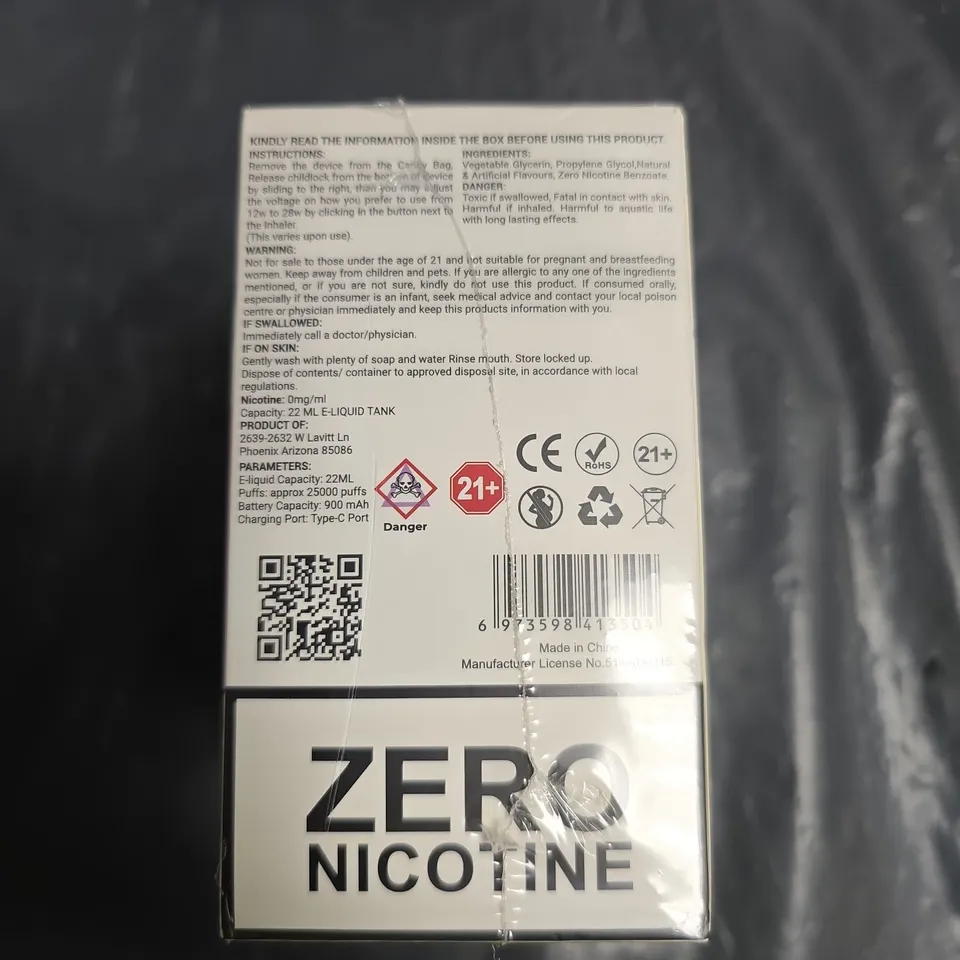 KINDLY READ THE INFORMATION INSIDE THE BOX BEFORE USING THIS PRODUCT
INSTRUCTIONS:
Remove the device from the Candy Bag,
Release childlock from the bottom of device
by sliding to the right, than you may adjust
the voltage on how you prefer to use from
12w to 28w by clicking in the button next to
the Inhaler
(This varies upon use).
INGREDIENTS:
Vegetable Glycerin, Propylene Glycol,Natural
& Artificial Flavours, Zero Nicotine Benzoate,
DANGER:
Toxic if swallowed, Fatal in contact with skin.
Harmful if inhaled. Harmful to aquatic life
with long lasting effects.
WARNING:
Not for sale to those under the age of 21 and not suitable for pregnant and breastfeeding
women. Keep away from children and pets. If you are allergic to any one of the ingredients
mentioned, or if you are not sure, kindly do not use this product. If consumed orally,
especially if the consumer is an infant, seek medical advice and contact your local poison
centre or physician immediately and keep this products information with you.
IF SWALLOWED:
Immediately call a doctor/physician.
IF ON SKIN:
Gently wash with plenty of soap and water Rinse mouth. Store locked up.
Dispose of contents/ container to approved disposal site, in accordance with local
regulations.
Nicotine: 0mg/ml
Capacity: 22 ML E-LIQUID TANK
PRODUCT OF:
2639-2632 W Lavitt Ln
Phoenix Arizona 85086
PARAMETERS:
E-liquid Capacity: 22ML
Puffs: approx 25000 puffs
Battery Capacity: 900 mAh
Charging Port: Type-C Port
Danger
21+
CE
RoHS
21+
6 973598 413304
Made in China
Manufacturer License No.
ZERO
NICOTINE